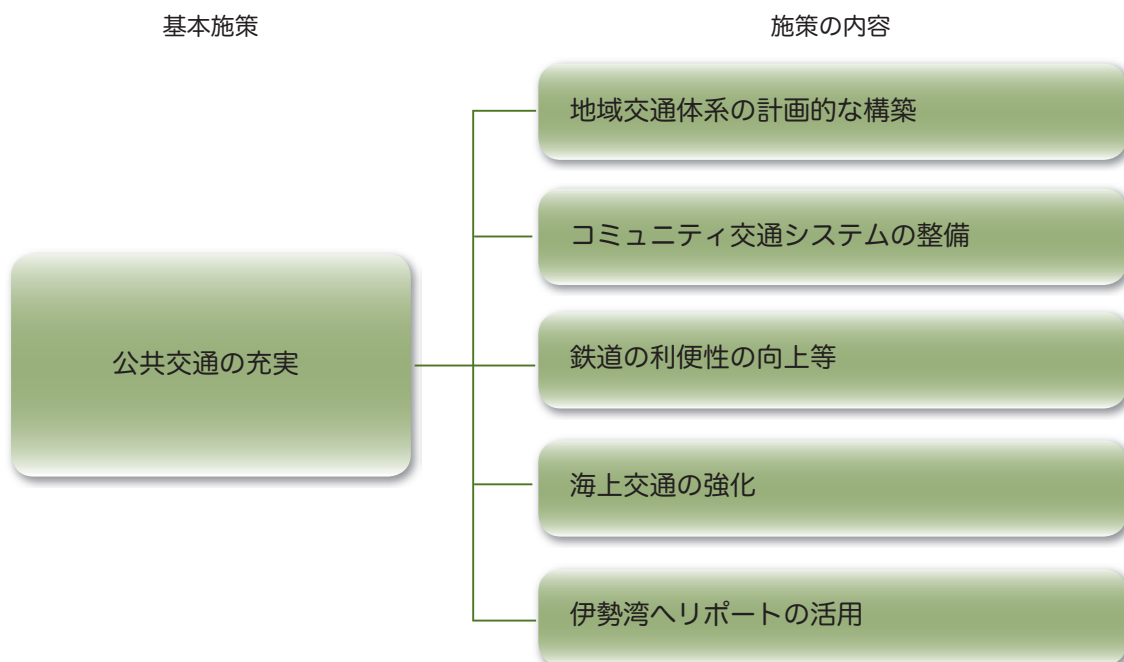 基本施策
施策の内容
公共交通の充実
地域交通体系の計画的な構築
コミュニティ交通システムの整備
鉄道の利便性の向上等
海上交通の強化
伊勢湾ヘリポートの活用